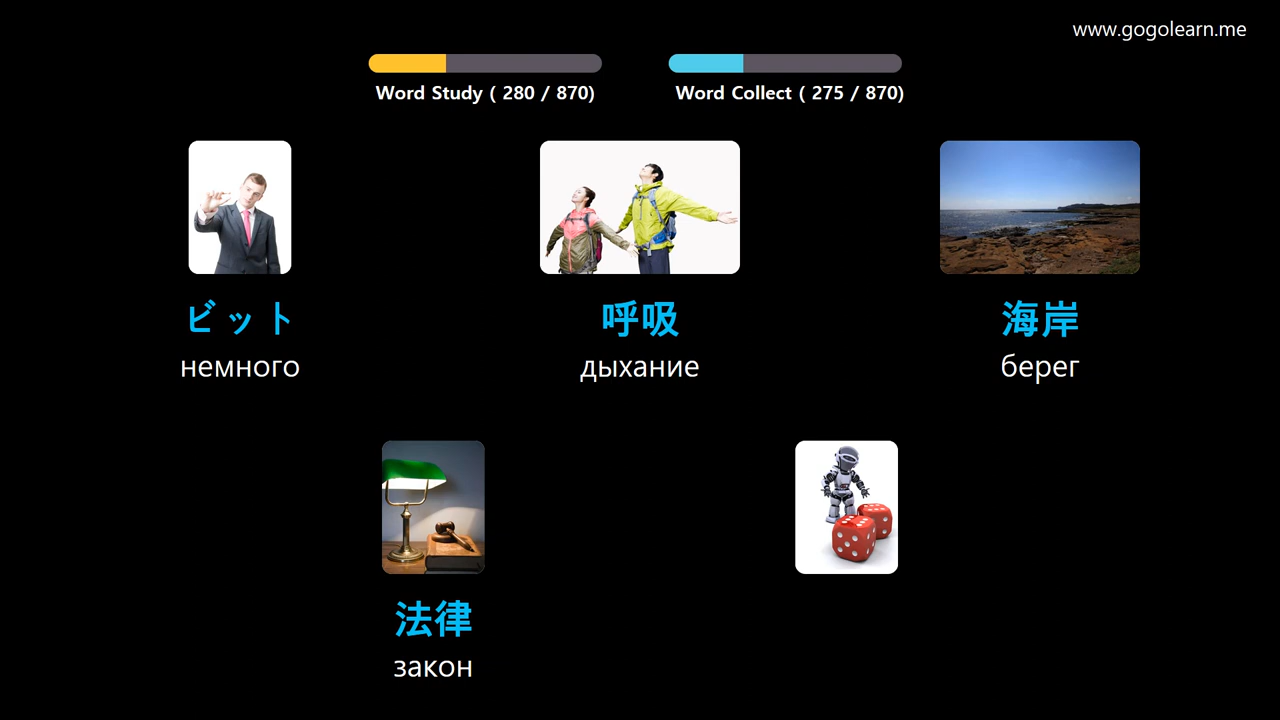 www.gogolearn.me
Word Study ( 280 / 870)
Word Collect ( 275 / 870)
ビット
немного
呼吸
дыхание
海岸
берег
法律
закон